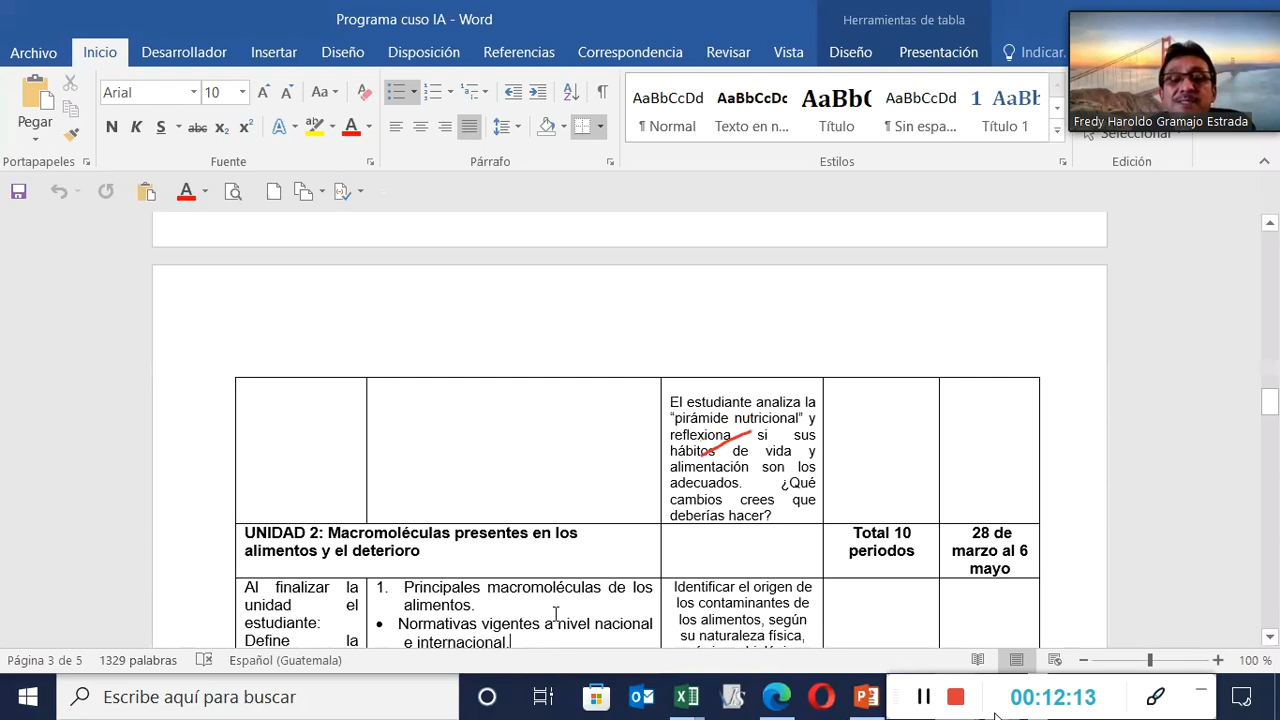 Programa cuso IA - Word
Herramientas de tabla
Archivo Inicio Desarrollador Insertar Diseño Disposición Referencias Correspondencia Revisar Vista Diseño Presentación Indicar
Fredy Haroldo Gramajo Estrada
Arial 10 Aa
Pegar
N K S abc x₂ x² A A
AaBbCcDd AaBbCcDc AaBbC AaBbCcDd 1 AaBbC
¶ Normal Texto en n... Título ¶ Sin espa... Título 1
Seleccionar
Portapapeles Fuente Párrafo Estilos Edición
El estudiante analiza la
“pirámide nutricional” y
reflexiona si sus
hábitos de vida y
alimentación son los
adecuados. ¿Qué
cambios crees que
deberías hacer?
UNIDAD 2: Macromoléculas presentes en los
alimentos y el deterioro
Total 10
periodos
28 de
marzo al 6
mayo
Al finalizar la
unidad el
estudiante:
Define la
1. Principales macromoléculas de los
alimentos.
• Normativas vigentes a nivel nacional
e internacional.
Identificar el origen de
los contaminantes de
los alimentos, según
su naturaleza física,
Página 3 de 5 1329 palabras Español (Guatemala) 100 %
Escribe aquí para buscar
00:12:13